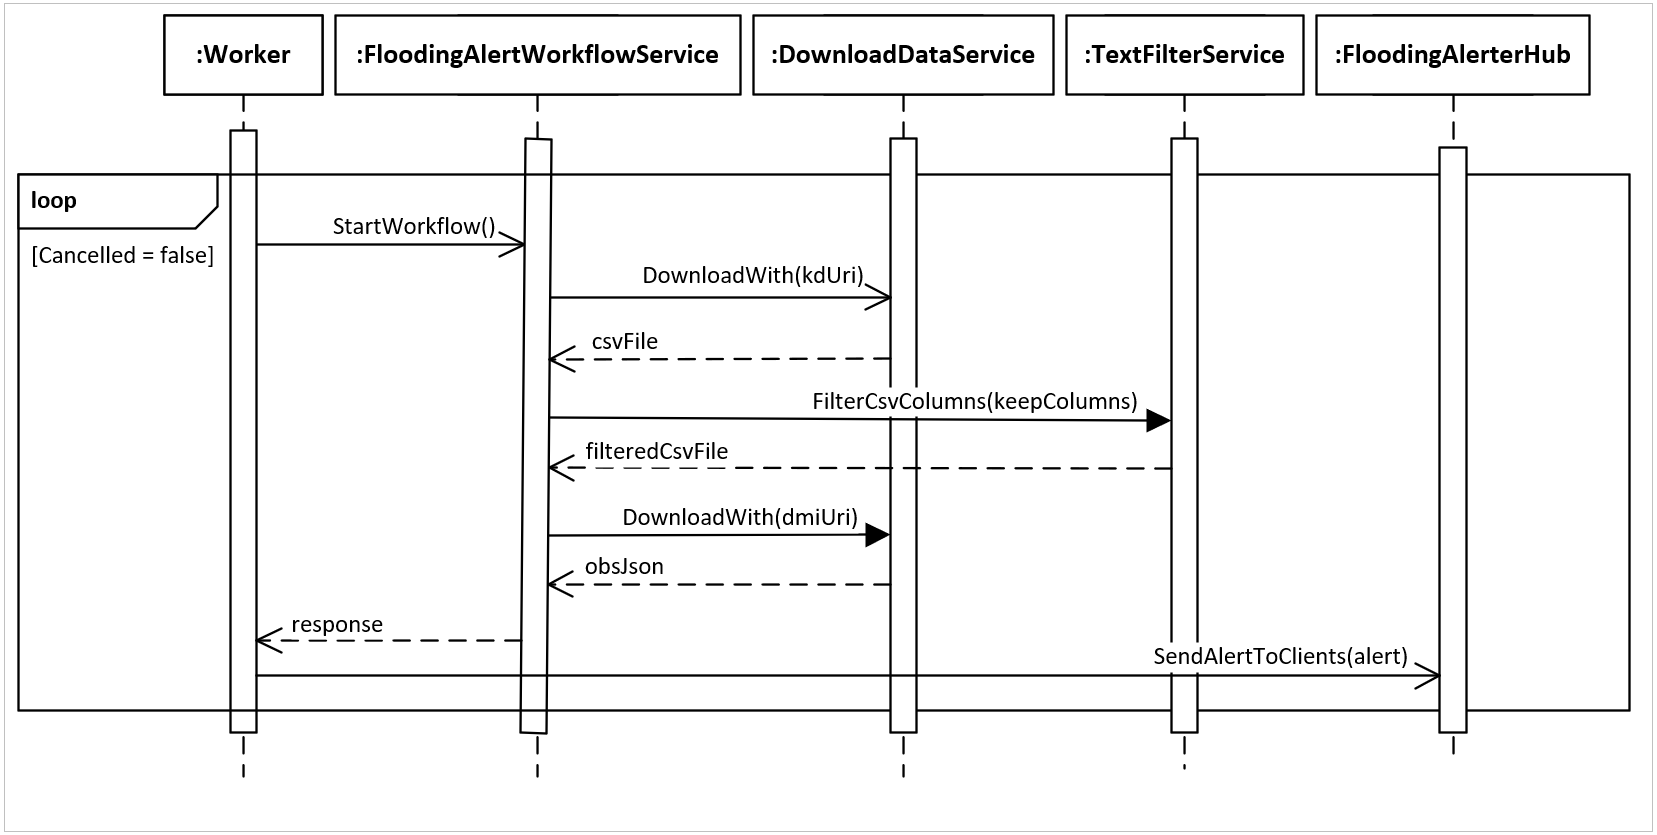 :Worker
:FloodingAlertWorkflowService
:DownloadDataService
:TextFilterService
:FloodingAlerterHub
loop
[Cancelled = false]
StartWorkflow()
DownloadWith(kdUri)
csvFile
FilterCsvColumns(keepColumns)
filteredCsvFile
DownloadWith(dmiUri)
obsJson
response
SendAlertToClients(alert)